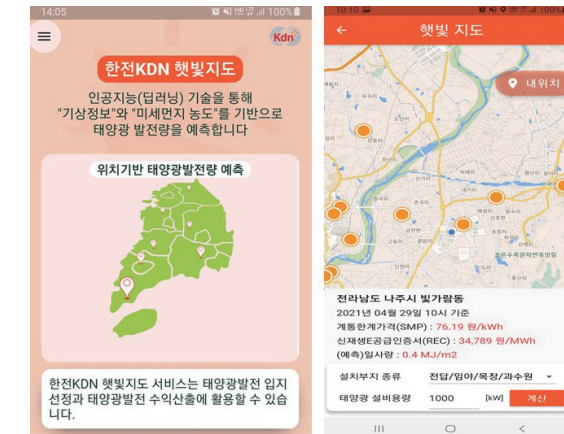 14:05
100%
Kdn
한전KDN 햇빛지도
인공지능(딥러닝) 기술을 통해
"기상정보"와 "미세먼지 농도"를 기반으로
태양광 발전량을 예측합니다
위치기반 태양광발전량 예측
한전KDN 햇빛지도 서비스는 태양광발전 입지
선정과 태양광발전 수익산출에 활용할 수 있습
니다.
10:10
100%
햇빛 지도
내위치
전라남도 나주시 빛가람동
2021년 04월 29일 10시 기준
계통한계가격(SMP) : 76.19 원/kWh
신재생E공급인증서(REC) : 34,789 원/MWh
(예측)일사량 : 0.4 MJ/m2
설치부지 종류 전답/임야/목장/과수원
태양광 설비용량 1000 [kW] 계산